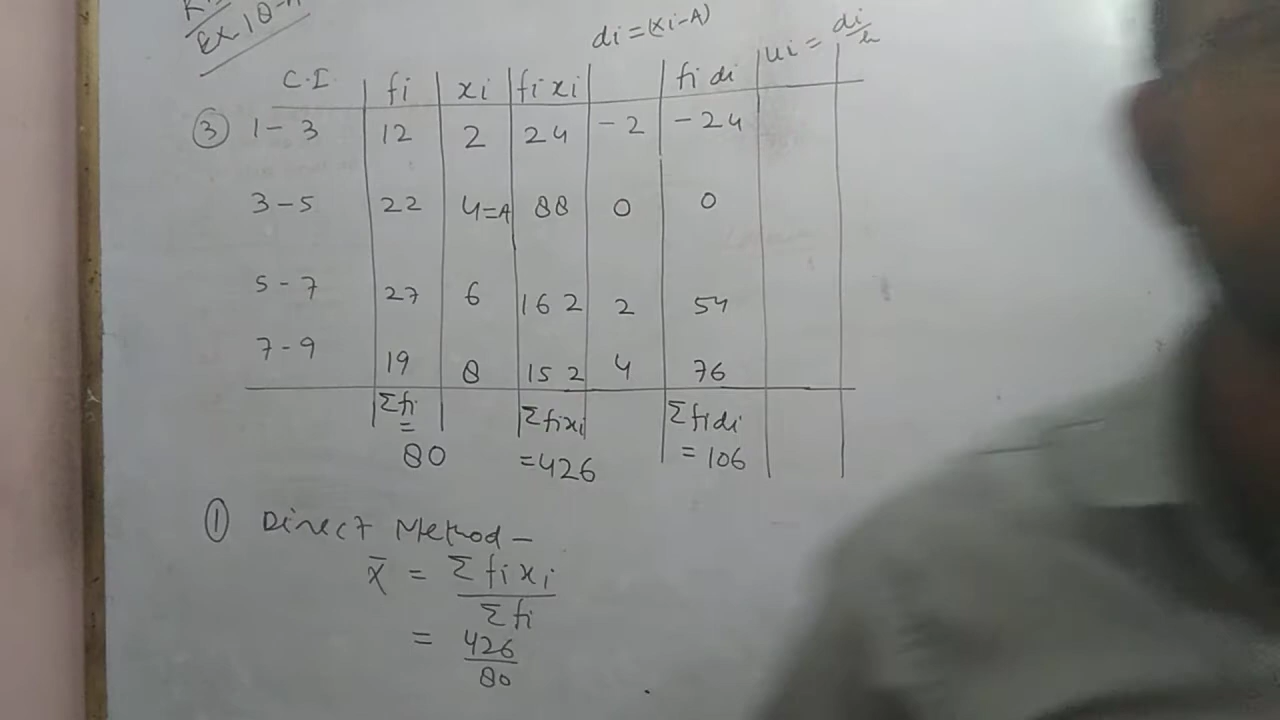 Ex-18-A
di = (xi-A)
C.I fi xi fixi fidi ui = di/h
③ 1-3 12 2 24 -2 -24
3-5 22 4=A 88 0 0
5-7 27 6 162 2 54
7-9 19 8 152 4 76
Σfi Σfixi Σfidi
= 80 =426 = 106
① Direct Method-
x̄ = Σfixi
Σfi
= 426
80